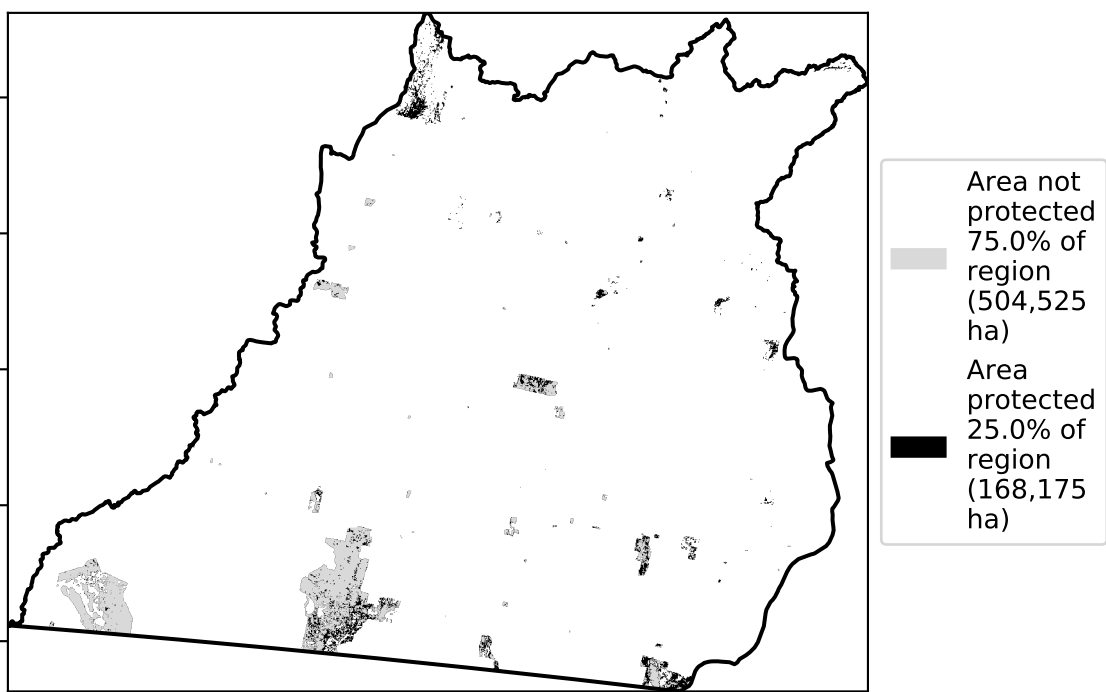 Area not
protected
75.0% of
region
(504,525
ha)
Area
protected
25.0% of
region
(168,175
ha)